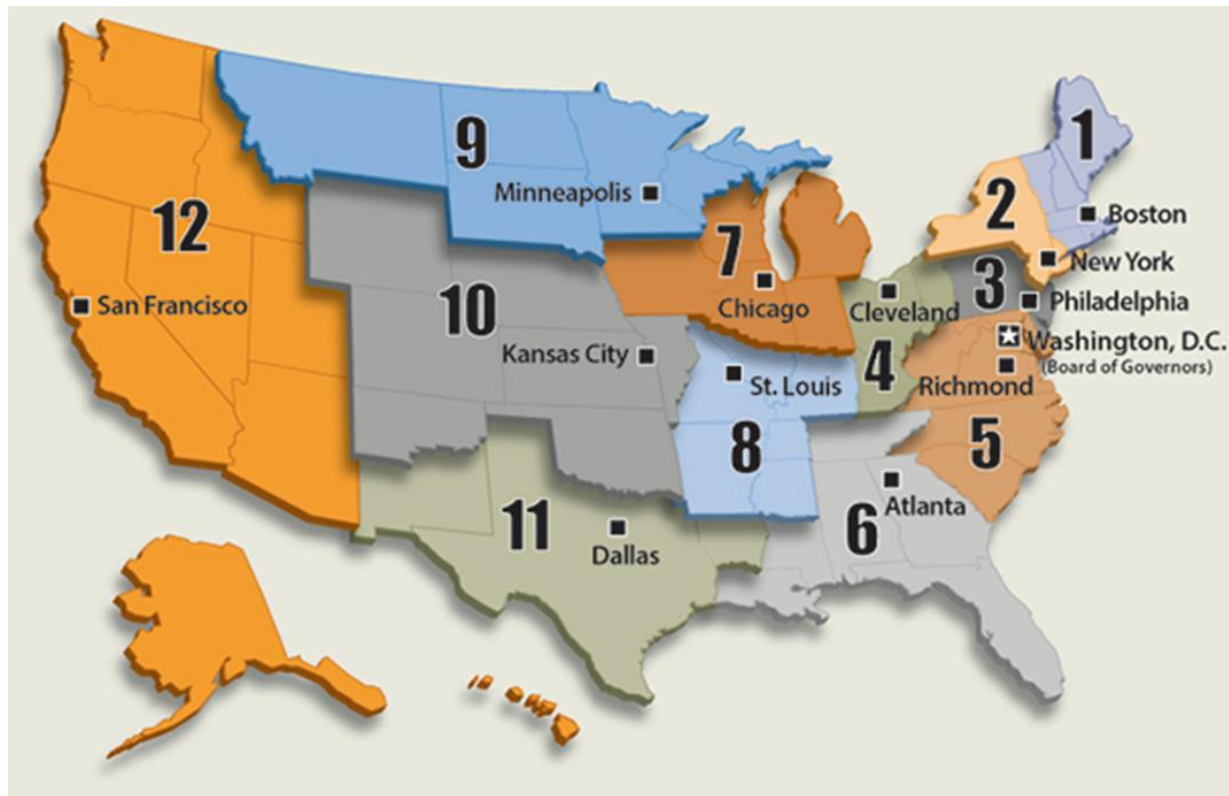 1
9
2
Minneapolis
12
Boston
7
New York
3
San Francisco
10
Chicago
Cleveland
Philadelphia
Washington, D.C.
(Board of Governors)
Kansas City
4
St. Louis
Richmond
8
5
Atlanta
11
6
Dallas